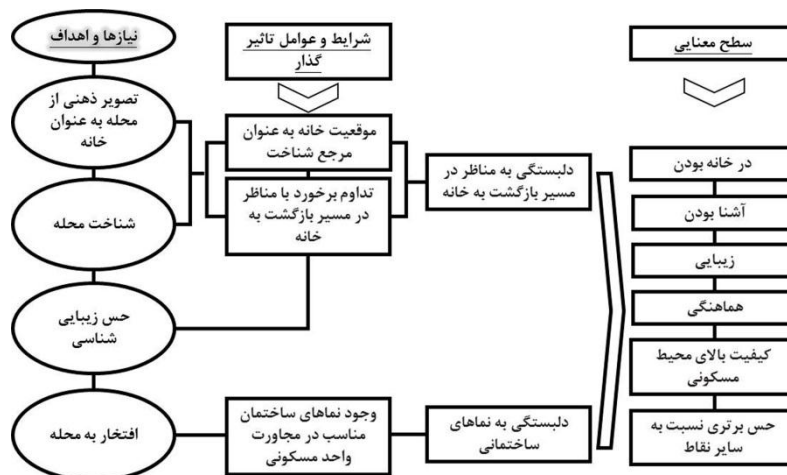 نیازها و اهداف
تصویر ذهنی از
محله به عنوان
خانه
شناخت محله
حس زیبایی
شناسی
افتخار به محله
شرایط و عوامل تاثیر
گذار
موقعیت خانه به عنوان
مرجع شناخت
تداوم برخورد با مناظر
در مسیر بازگشت به
خانه
وجود نماهای ساختمان
مناسب در مجاورت
واحد مسکونی
دلبستگی به مناظر در
مسیر بازگشت به خانه
دلبستگی به نماهای
ساختمانی
سطح معنایی
در خانه بودن
آشنا بودن
زیبایی
هماهنگی
کیفیت بالای محیط
مسکونی
حس برتری نسبت به
سایر نقاط